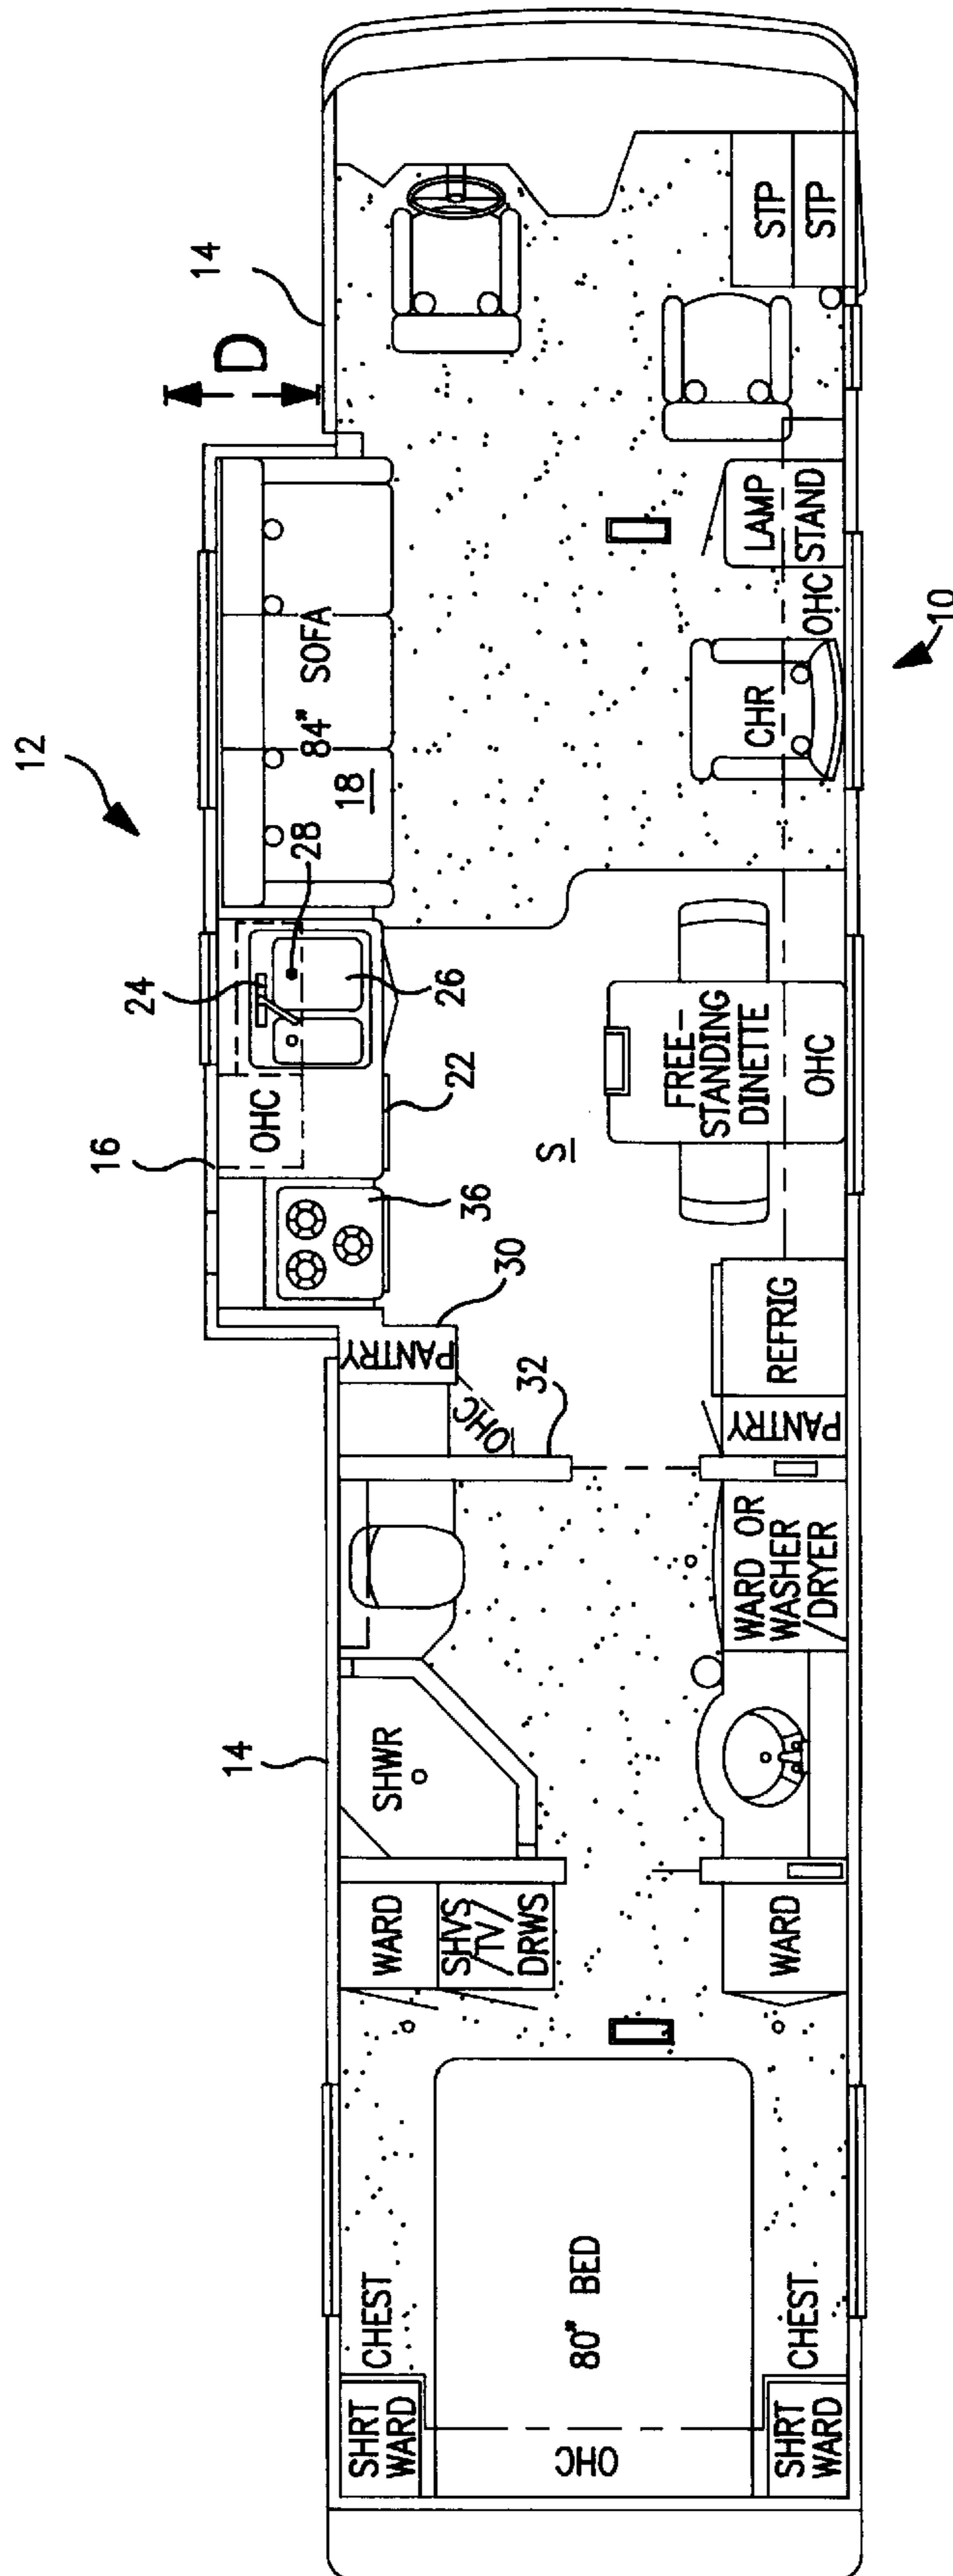 12
14
D
14
16
OHC
24
28
84" SOFA
18
26
22
36
30
PANTRY
OHC
32
S
STP
STP
LAMP
STAND
OHC
CHR
10
FREE-
STANDING
DINETTE
OHC
REFRIG
PANTRY
WARD OR
WASHER
/DRYER
SHWR
WARD
SHVS
/TV/
DRWS
WARD
CHEST
80" BED
CHEST.
SHRT
WARD
OHC
SHRT
WARD